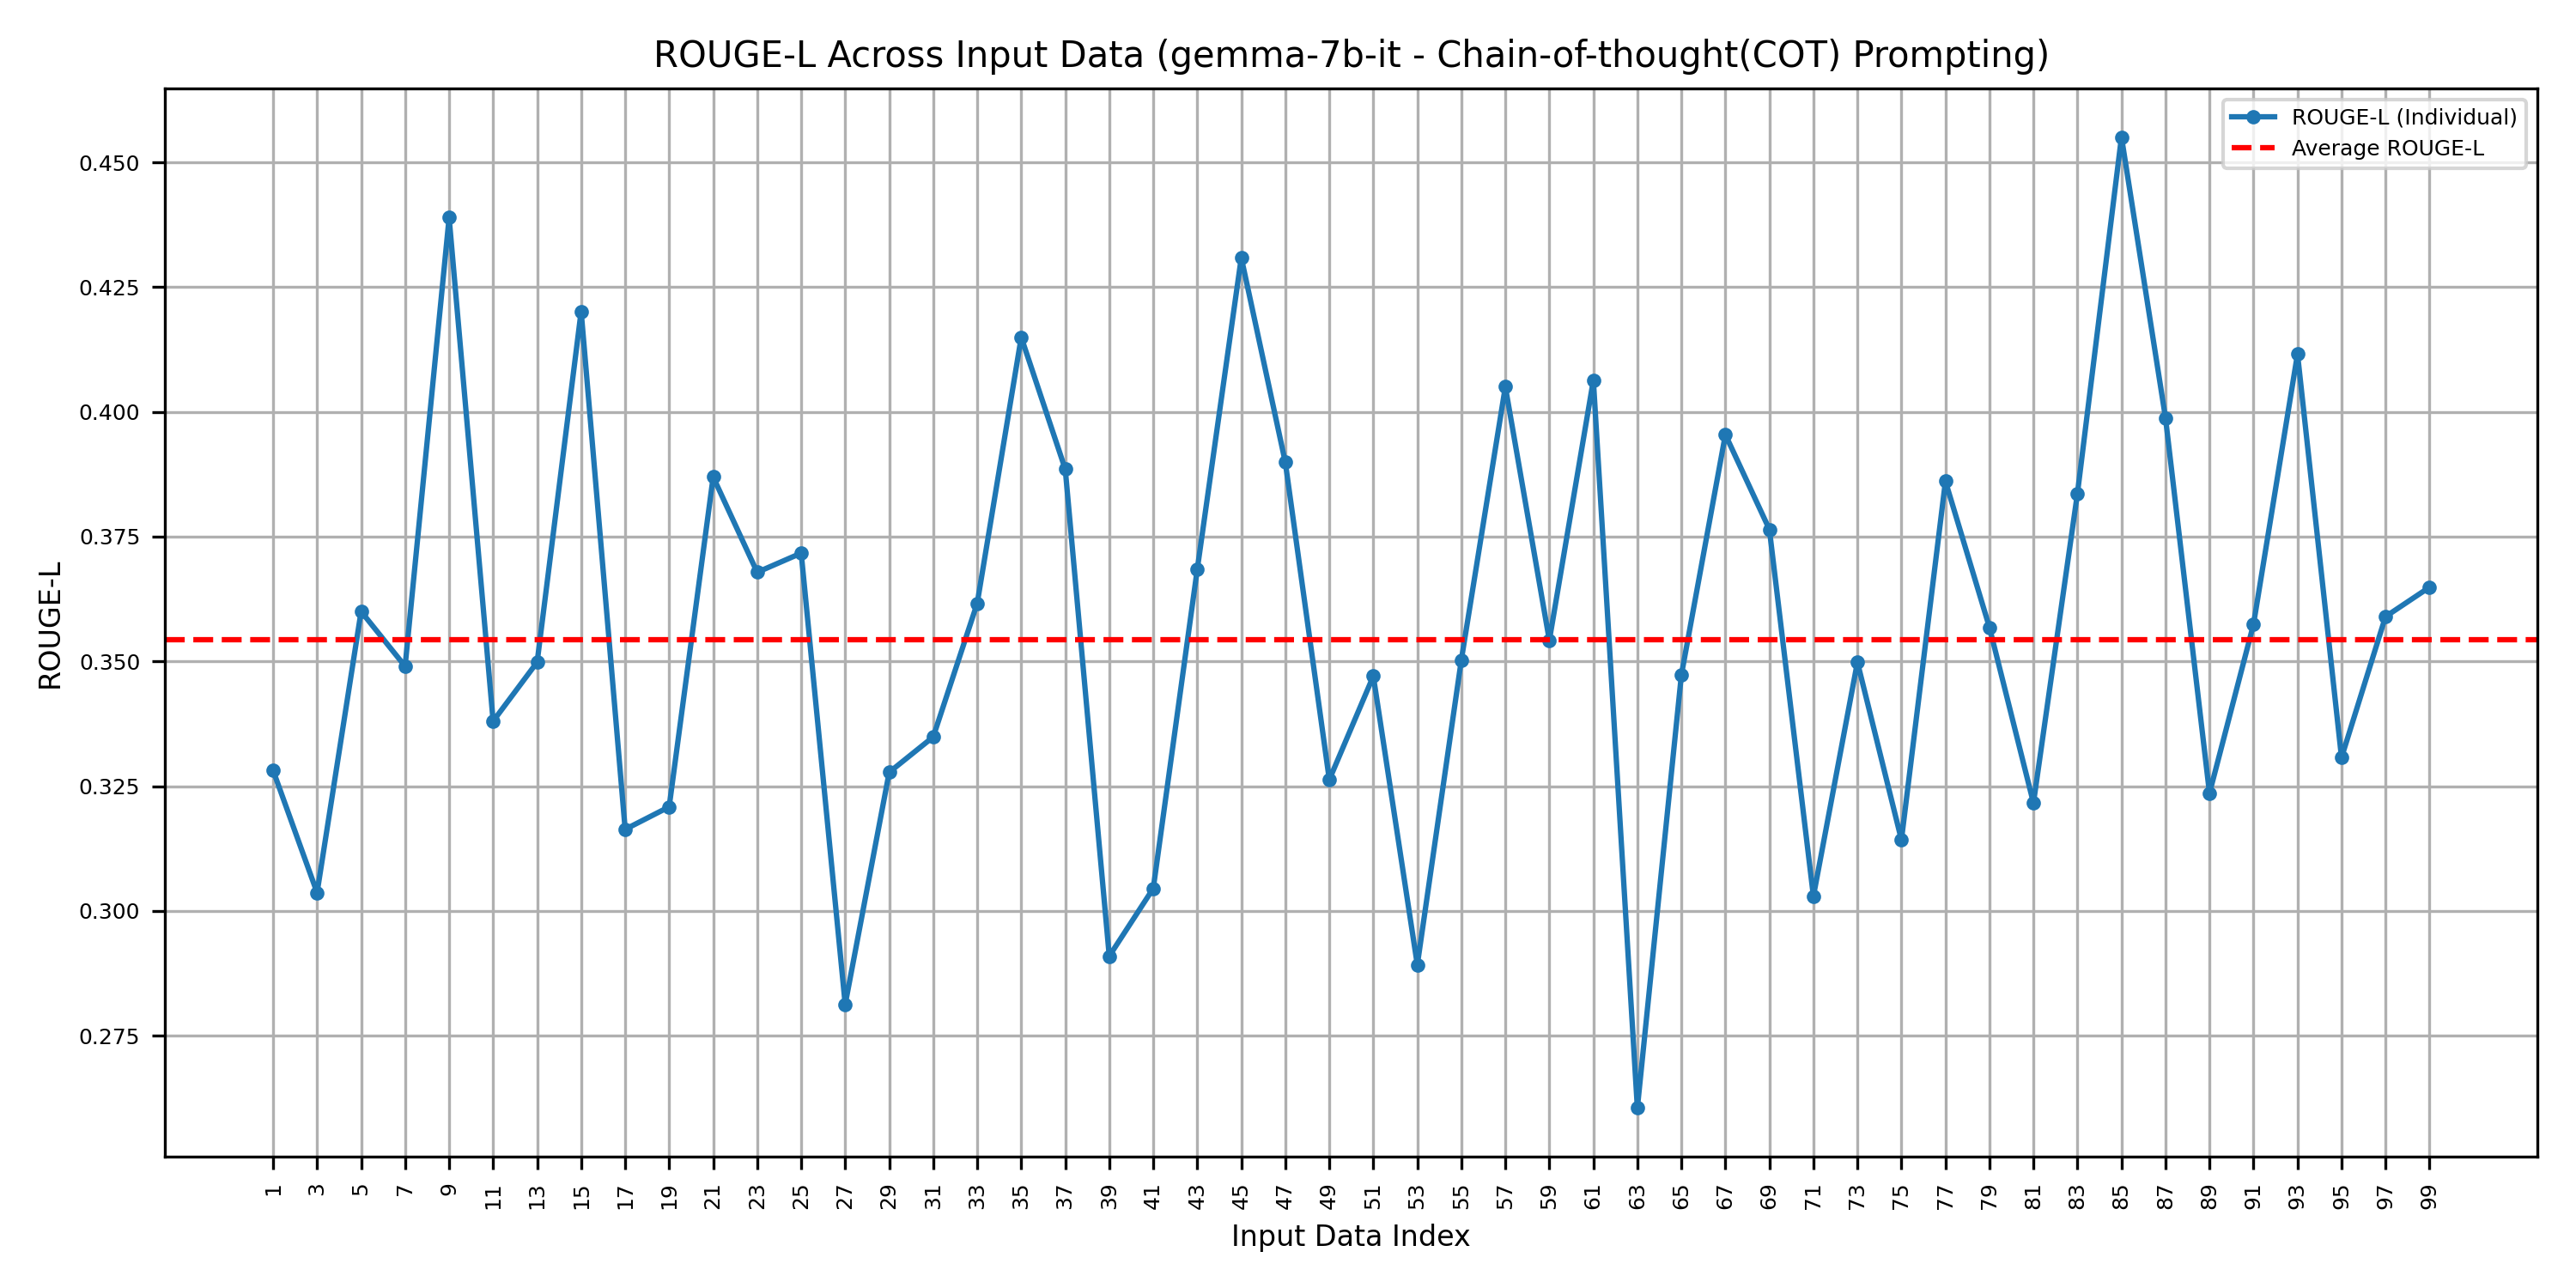 ROUGE-L Across Input Data (gemma-7b-it - Chain-of-thought(COT) Prompting)
ROUGE-L (Individual)
Average ROUGE-L
ROUGE-L
0.450
0.425
0.400
0.375
0.350
0.325
0.300
0.275
1 3 5 7 9 11 13 15 17 19 21 23 25 27 29 31 33 35 37 39 41 43 45 47 49 51 53 55 57 59 61 63 65 67 69 71 73 75 77 79 81 83 85 87 89 91 93 95 97 99
Input Data Index